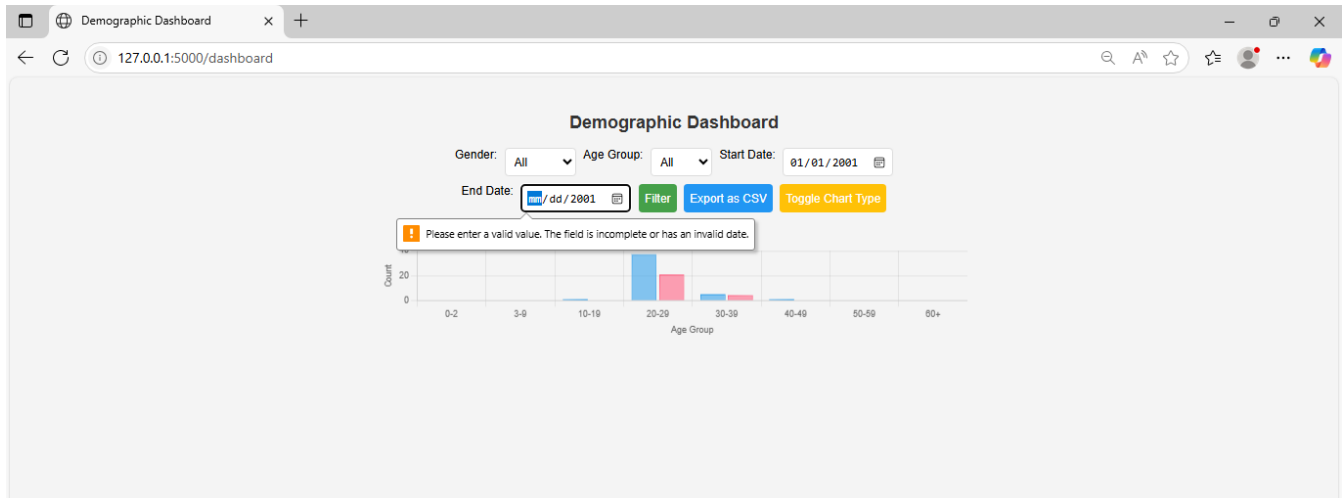 Demographic Dashboard
127.0.0.1:5000/dashboard
Demographic Dashboard
Gender: All Age Group: All Start Date: 01/01/2001
End Date: mm/dd/2001 Filter Export as CSV Toggle Chart Type
! Please enter a valid value. The field is incomplete or has an invalid date.
Count
20
0
0-2 3-9 10-19 20-29 30-39 40-49 50-59 60+
Age Group